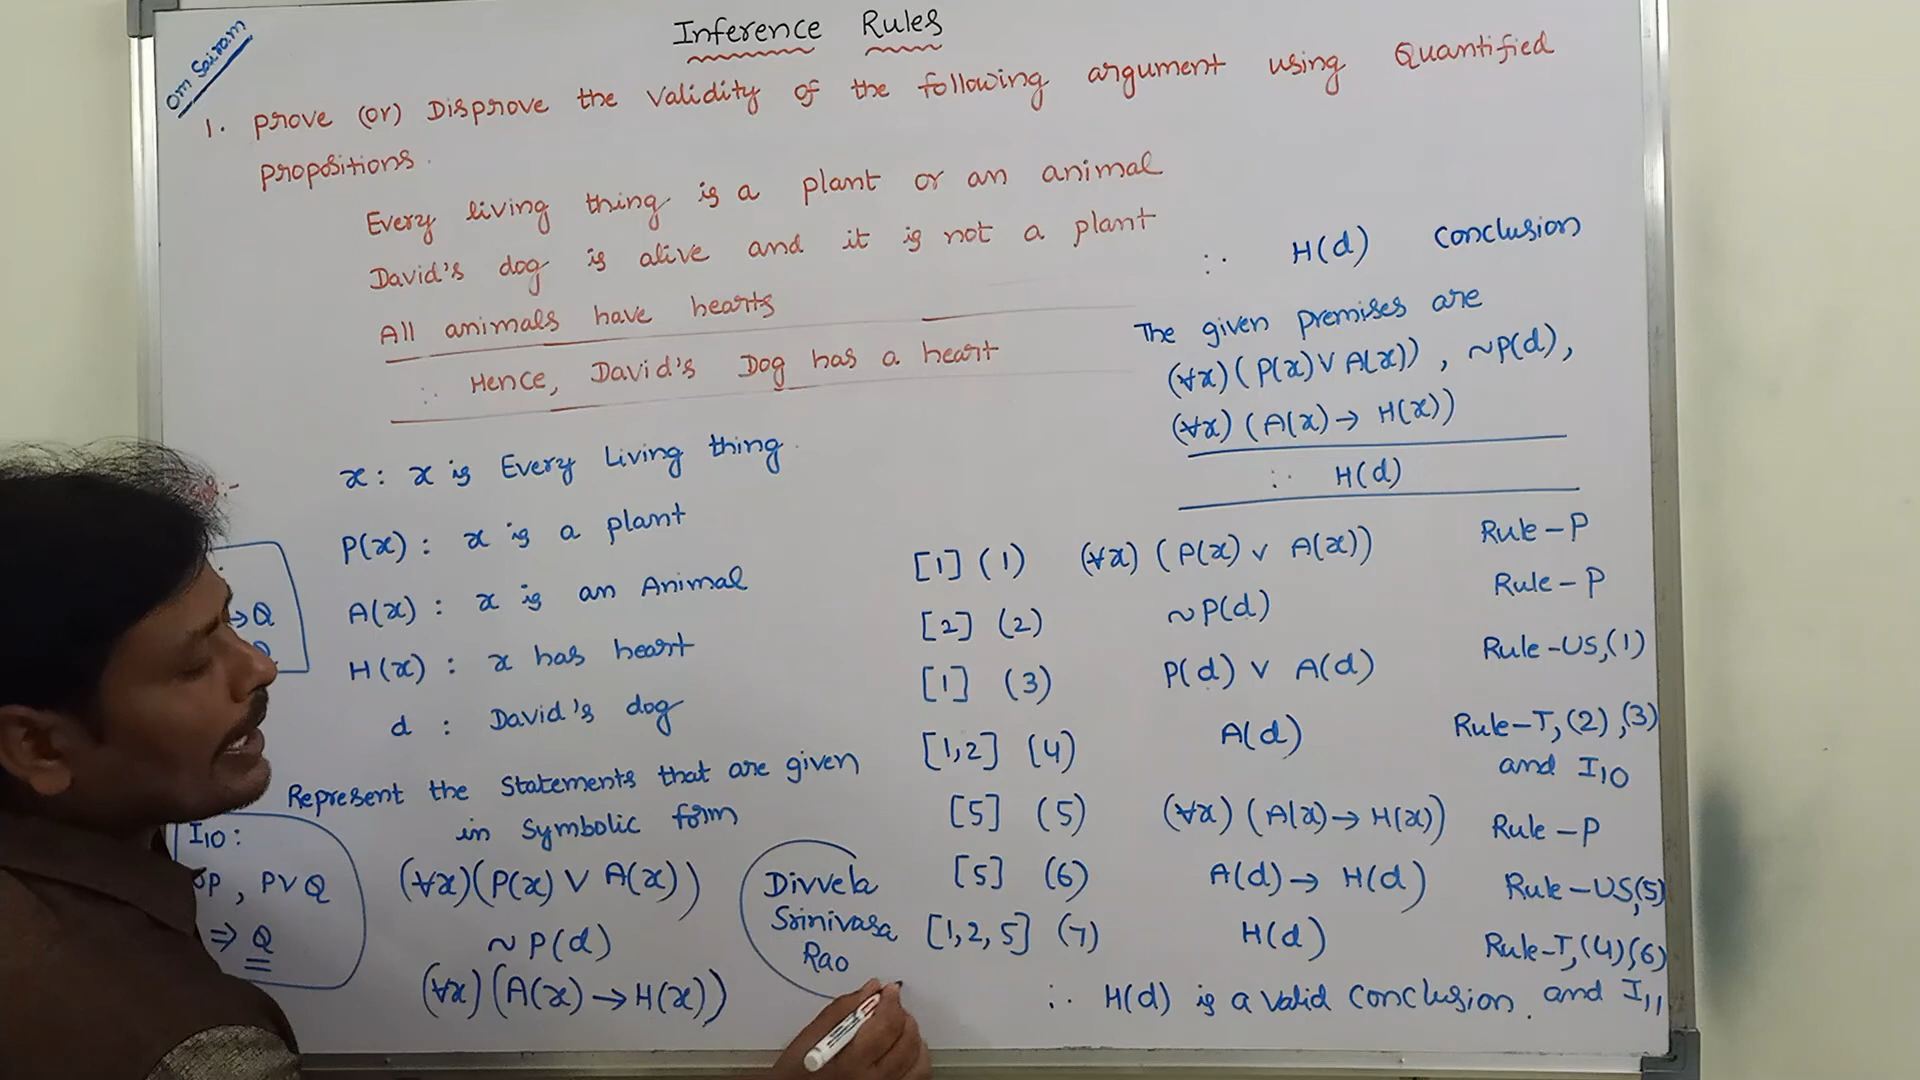 Om Sairam
Inference Rules
1. prove (or) Disprove the validity of the following argument using Quantified
propositions.
Every living thing is a plant or an animal
David's dog is alive and it is not a plant
All animals have hearts
∴ Hence, David's Dog has a heart
x : x is Every Living thing.
P(x) : x is a plant
A(x) : x is an Animal
H(x) : x has heart
d : David's dog
Represent the statements that are given
in symbolic form
(∀x)(P(x) ∨ A(x))
~P(d)
(∀x)(A(x) → H(x))
→Q
I10:
P, P∨Q
⇒ Q
Divvela
Srinivasa
Rao
∴ H(d) conclusion
The given premises are
(∀x)(P(x) ∨ A(x)), ~P(d),
(∀x)(A(x) → H(x))
∴ H(d)
[1] (1) (∀x)(P(x) ∨ A(x)) Rule-P
[2] (2) ~P(d) Rule-P
[1] (3) P(d) ∨ A(d) Rule-US,(1)
[1,2] (4) A(d) Rule-T,(2),(3)
and I10
[5] (5) (∀x)(A(x) → H(x)) Rule-P
[5] (6) A(d) → H(d) Rule-US,(5)
[1,2,5] (7) H(d) Rule-T,(4),(6)
∴ H(d) is a valid conclusion. and I11